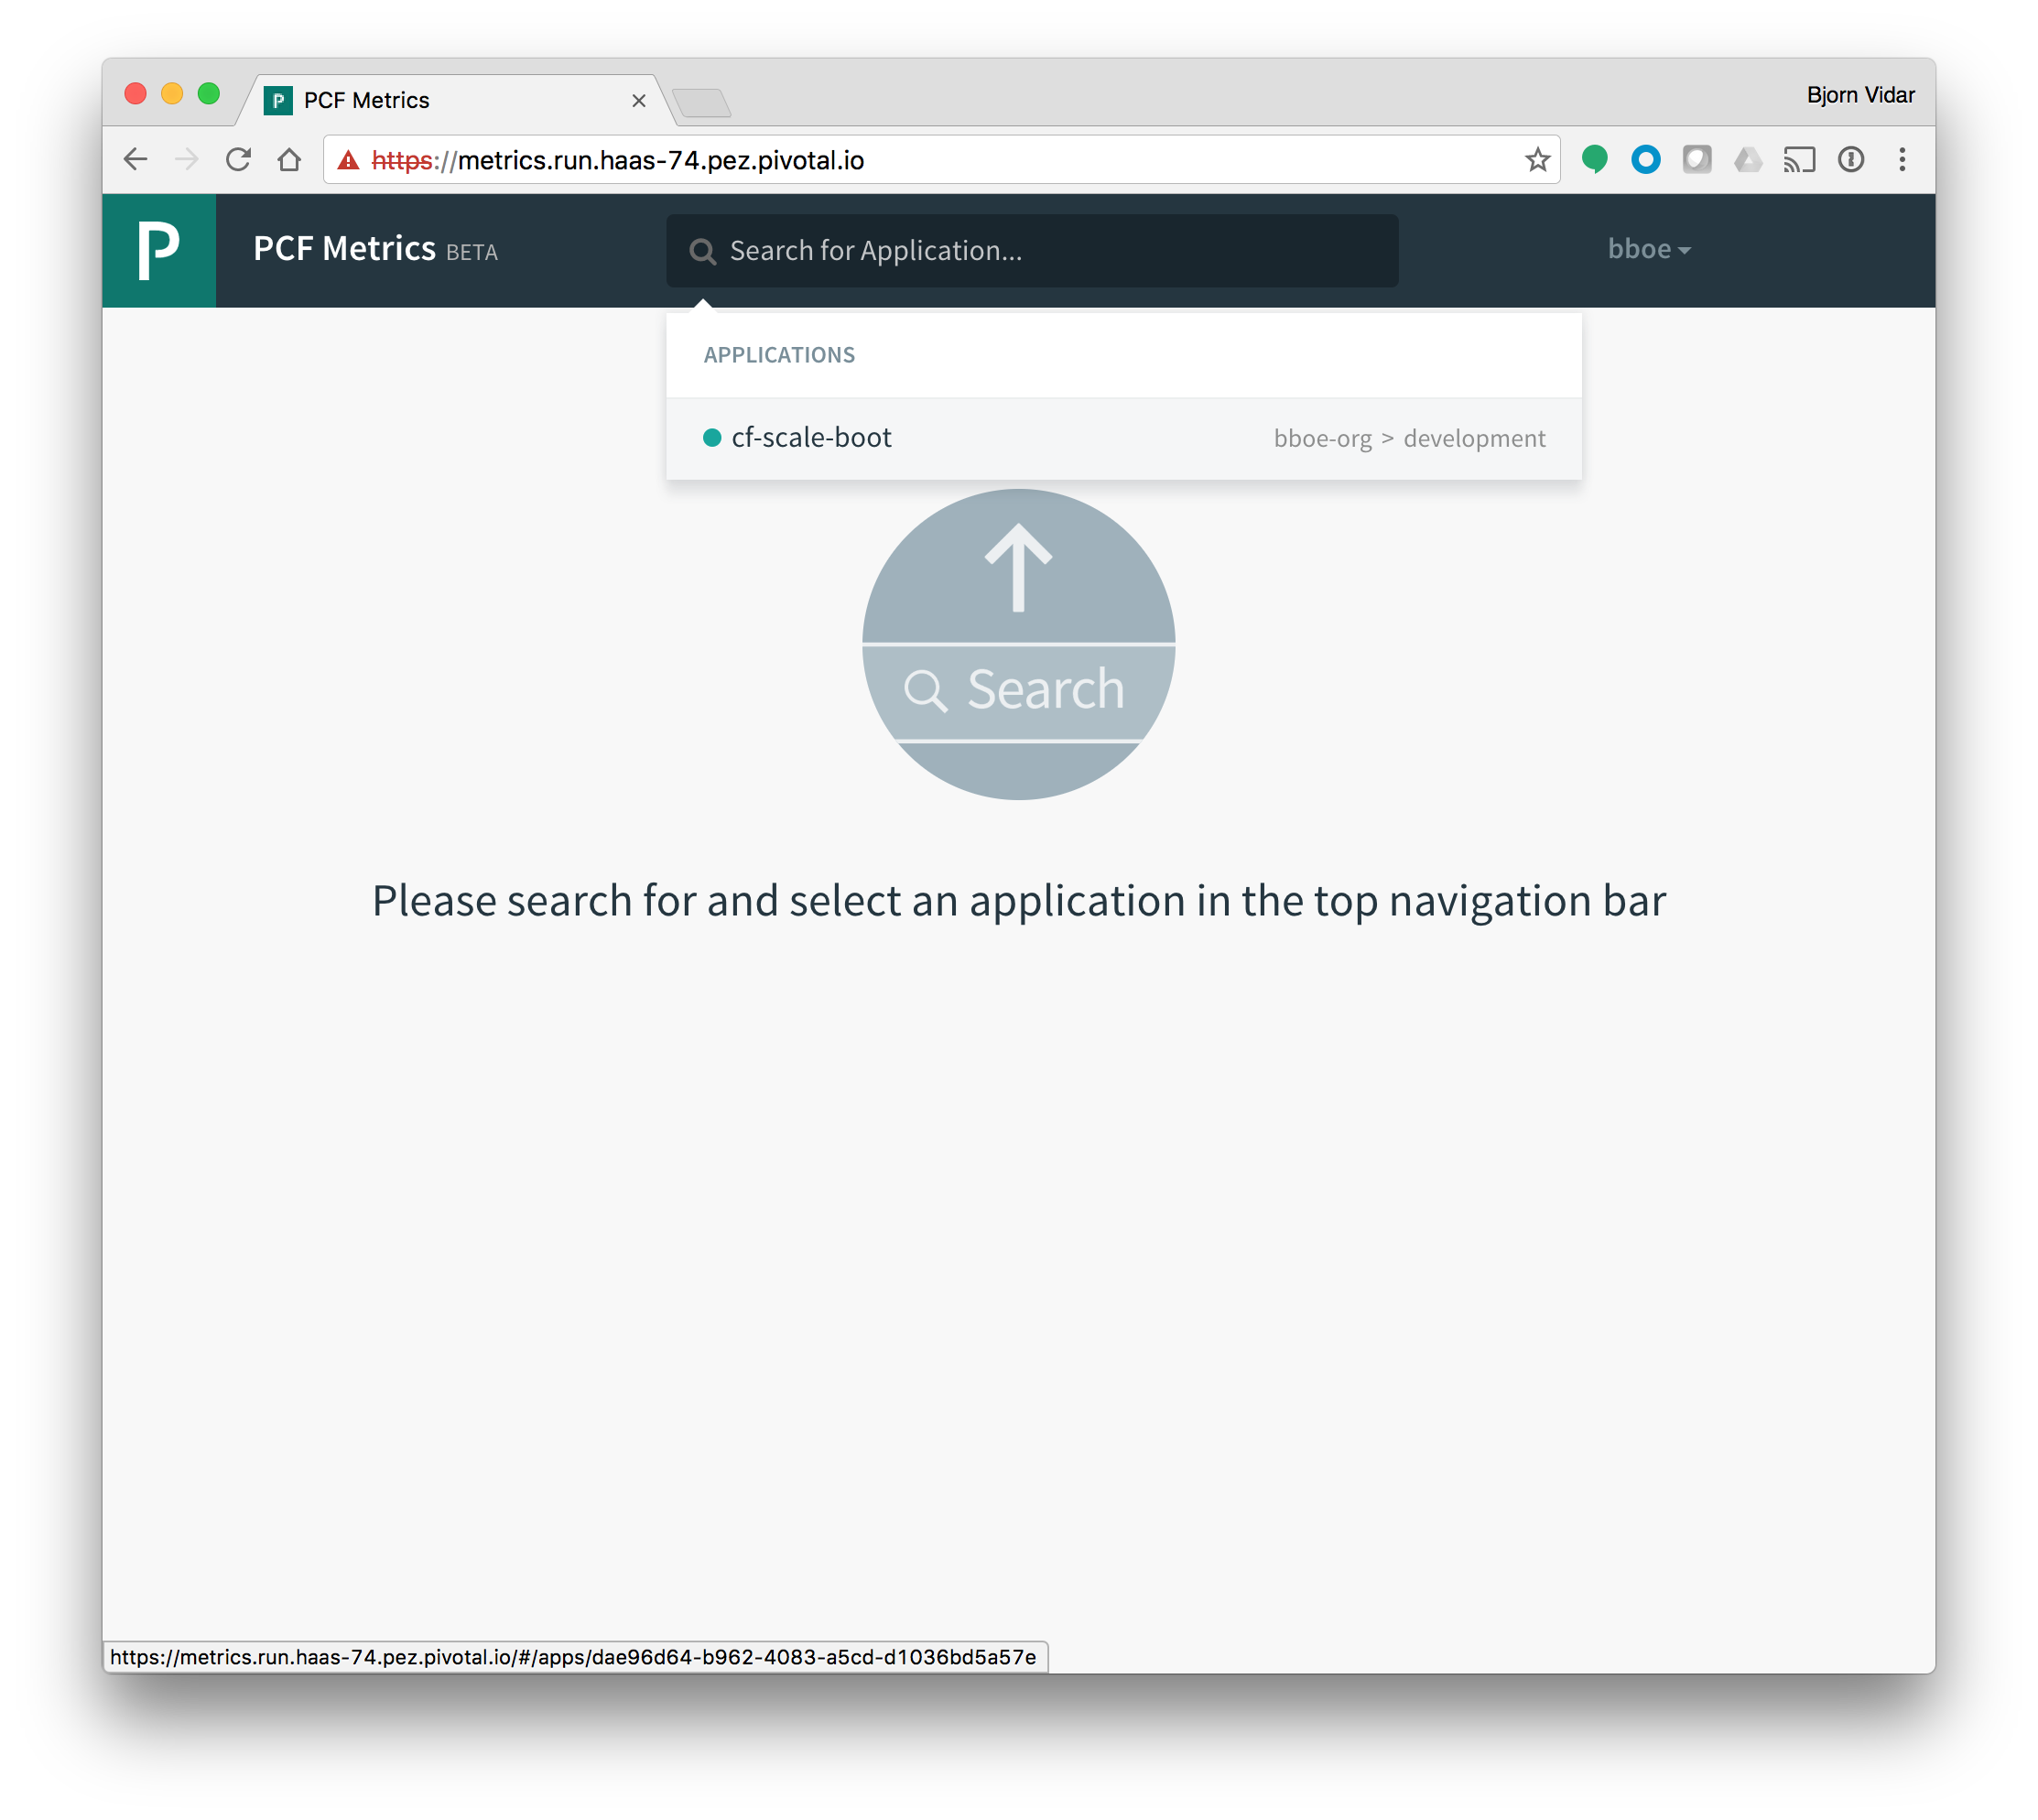 PCF Metrics
Bjorn Vidar
https://metrics.run.haas-74.pez.pivotal.io
P
PCF Metrics BETA
Search for Application...
bboe
APPLICATIONS
cf-scale-boot
bboe-org > development
Search
Please search for and select an application in the top navigation bar
https://metrics.run.haas-74.pez.pivotal.io/#/apps/dae96d64-b962-4083-a5cd-d1036bd5a57e